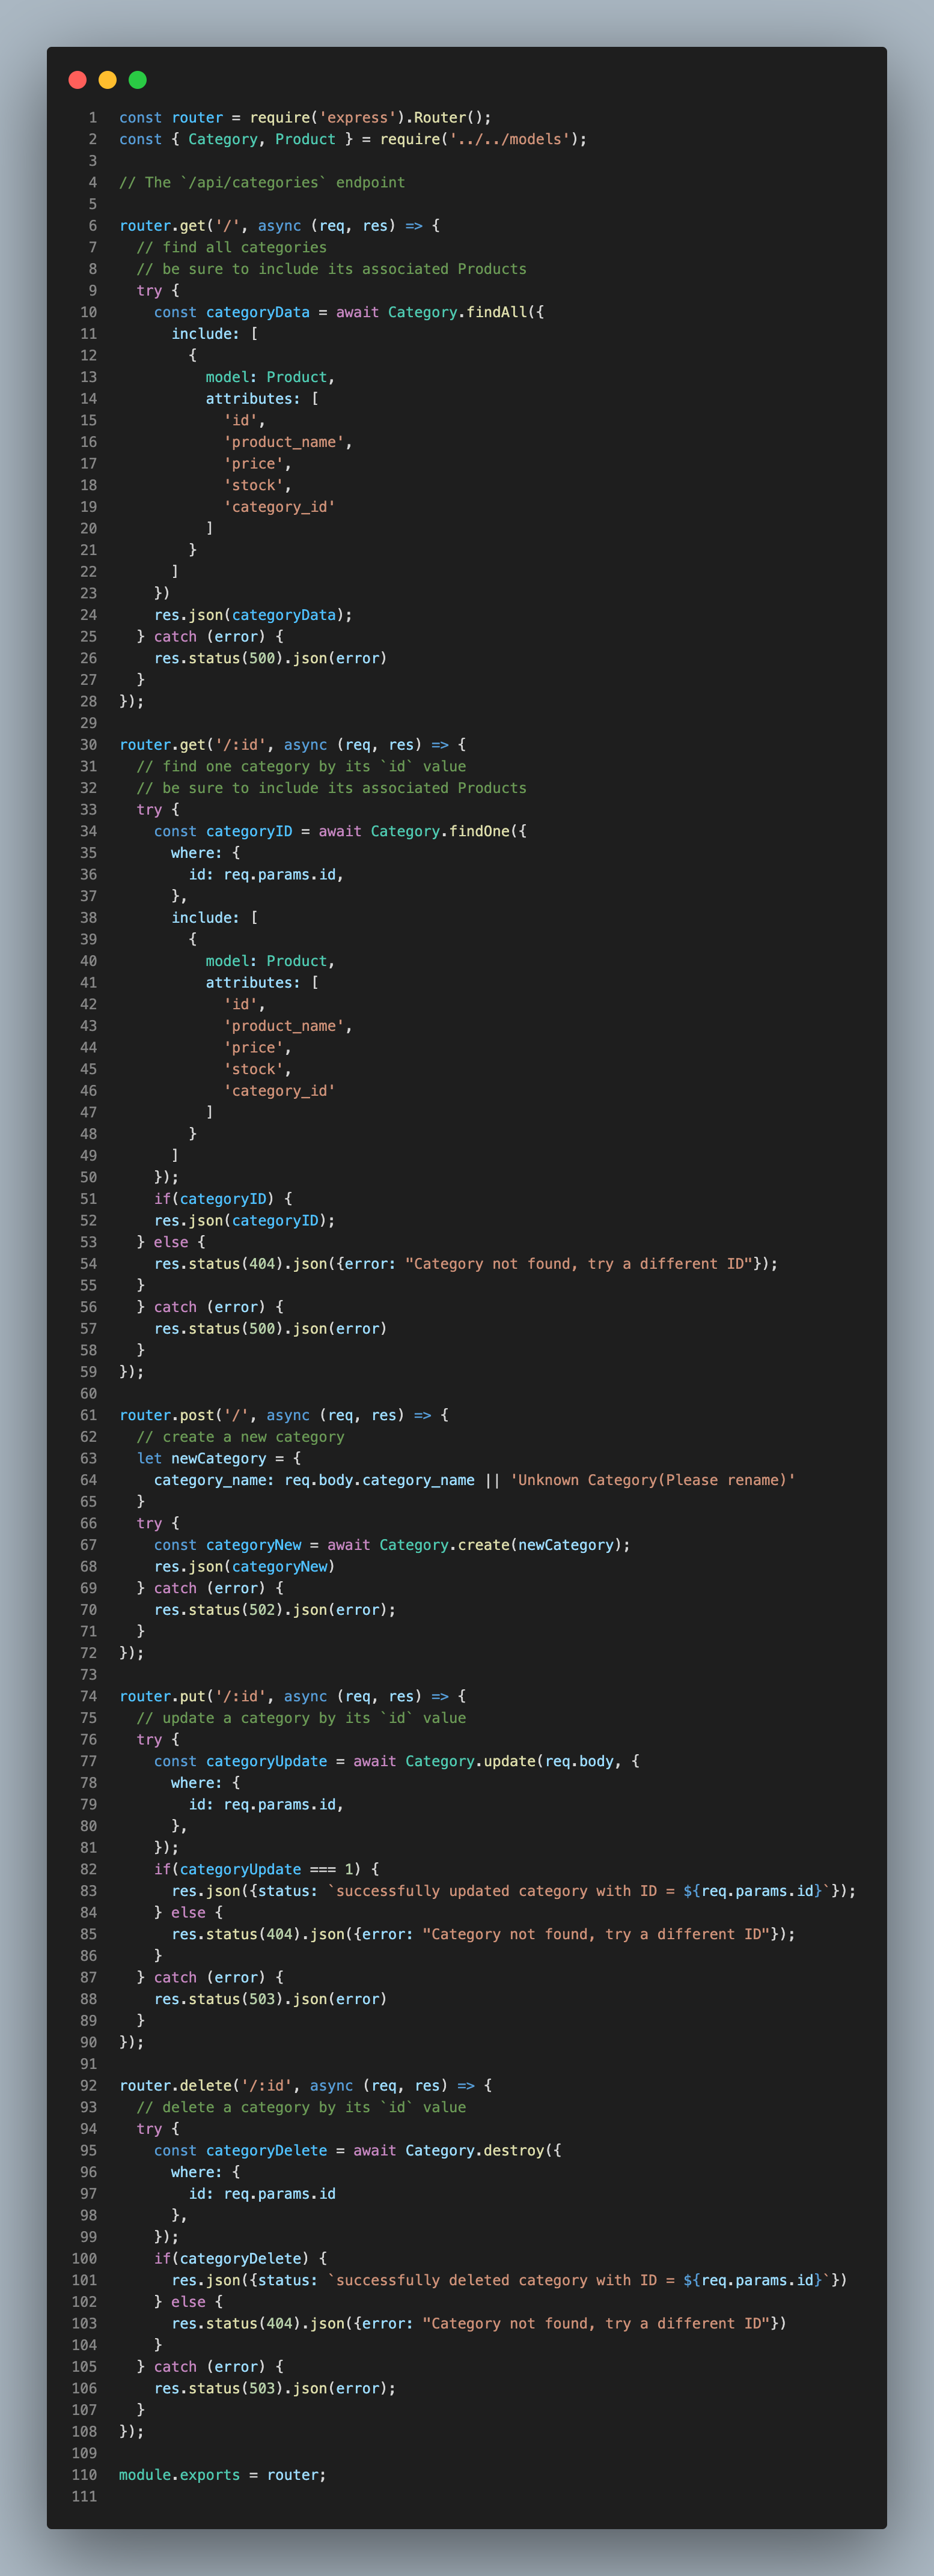 1 const router = require('express').Router();
2 const { Category, Product } = require('../../models');
3
4 // The `/api/categories` endpoint
5
6 router.get('/', async (req, res) => {
7   // find all categories
8   // be sure to include its associated Products
9   try {
10     const categoryData = await Category.findAll({
11       include: [
12         {
13           model: Product,
14           attributes: [
15             'id',
16             'product_name',
17             'price',
18             'stock',
19             'category_id'
20           ]
21         }
22       ]
23     })
24     res.json(categoryData);
25   } catch (error) {
26     res.status(500).json(error)
27   }
28 });
29
30 router.get('/:id', async (req, res) => {
31   // find one category by its `id` value
32   // be sure to include its associated Products
33   try {
34     const categoryID = await Category.findOne({
35       where: {
36         id: req.params.id,
37       },
38       include: [
39         {
40           model: Product,
41           attributes: [
42             'id',
43             'product_name',
44             'price',
45             'stock',
46             'category_id'
47           ]
48         }
49       ]
50     });
51     if(categoryID) {
52     res.json(categoryID);
53   } else {
54     res.status(404).json({error: "Category not found, try a different ID"});
55   }
56   } catch (error) {
57     res.status(500).json(error)
58   }
59 });
60
61 router.post('/', async (req, res) => {
62   // create a new category
63   let newCategory = {
64     category_name: req.body.category_name || 'Unknown Category(Please rename)'
65   }
66   try {
67     const categoryNew = await Category.create(newCategory);
68     res.json(categoryNew)
69   } catch (error) {
70     res.status(502).json(error);
71   }
72 });
73
74 router.put('/:id', async (req, res) => {
75   // update a category by its `id` value
76   try {
77     const categoryUpdate = await Category.update(req.body, {
78       where: {
79         id: req.params.id,
80       },
81     });
82     if(categoryUpdate === 1) {
83       res.json({status: `successfully updated category with ID = ${req.params.id}`});
84     } else {
85       res.status(404).json({error: "Category not found, try a different ID"});
86     }
87   } catch (error) {
88     res.status(503).json(error)
89   }
90 });
91
92 router.delete('/:id', async (req, res) => {
93   // delete a category by its `id` value
94   try {
95     const categoryDelete = await Category.destroy({
96       where: {
97         id: req.params.id
98       },
99     });
100     if(categoryDelete) {
101       res.json({status: `successfully deleted category with ID = ${req.params.id}`})
102     } else {
103       res.status(404).json({error: "Category not found, try a different ID"})
104     }
105   } catch (error) {
106     res.status(503).json(error);
107   }
108 });
109
110 module.exports = router;
111